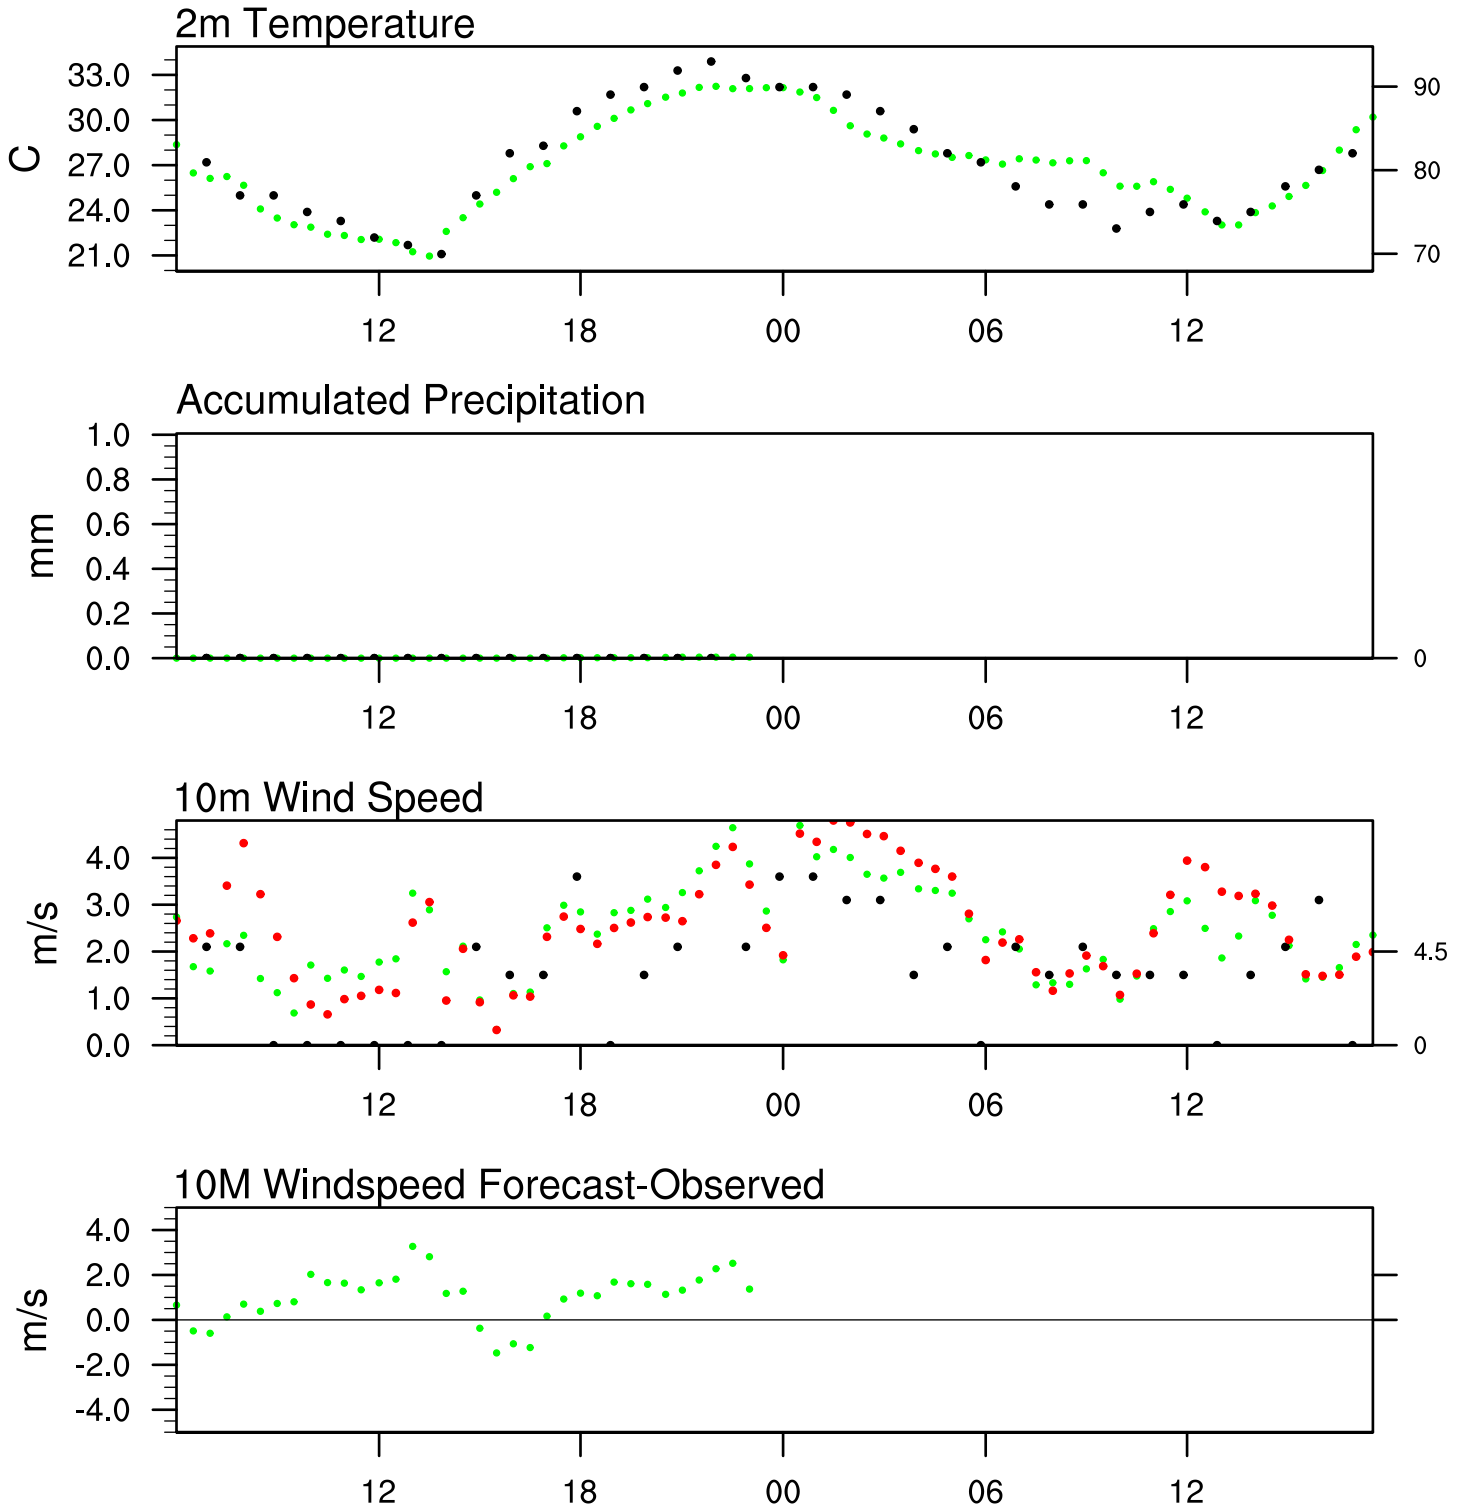 2m Temperature
33.0
30.0
27.0
24.0
21.0
C
90
80
70
12 18 00 06 12
Accumulated Precipitation
1.0
0.8
0.6
0.4
0.2
0.0
mm
0
12 18 00 06 12
10m Wind Speed
4.0
3.0
2.0
1.0
0.0
m/s
4.5
0
12 18 00 06 12
10M Windspeed Forecast-Observed
4.0
2.0
0.0
-2.0
-4.0
m/s
12 18 00 06 12